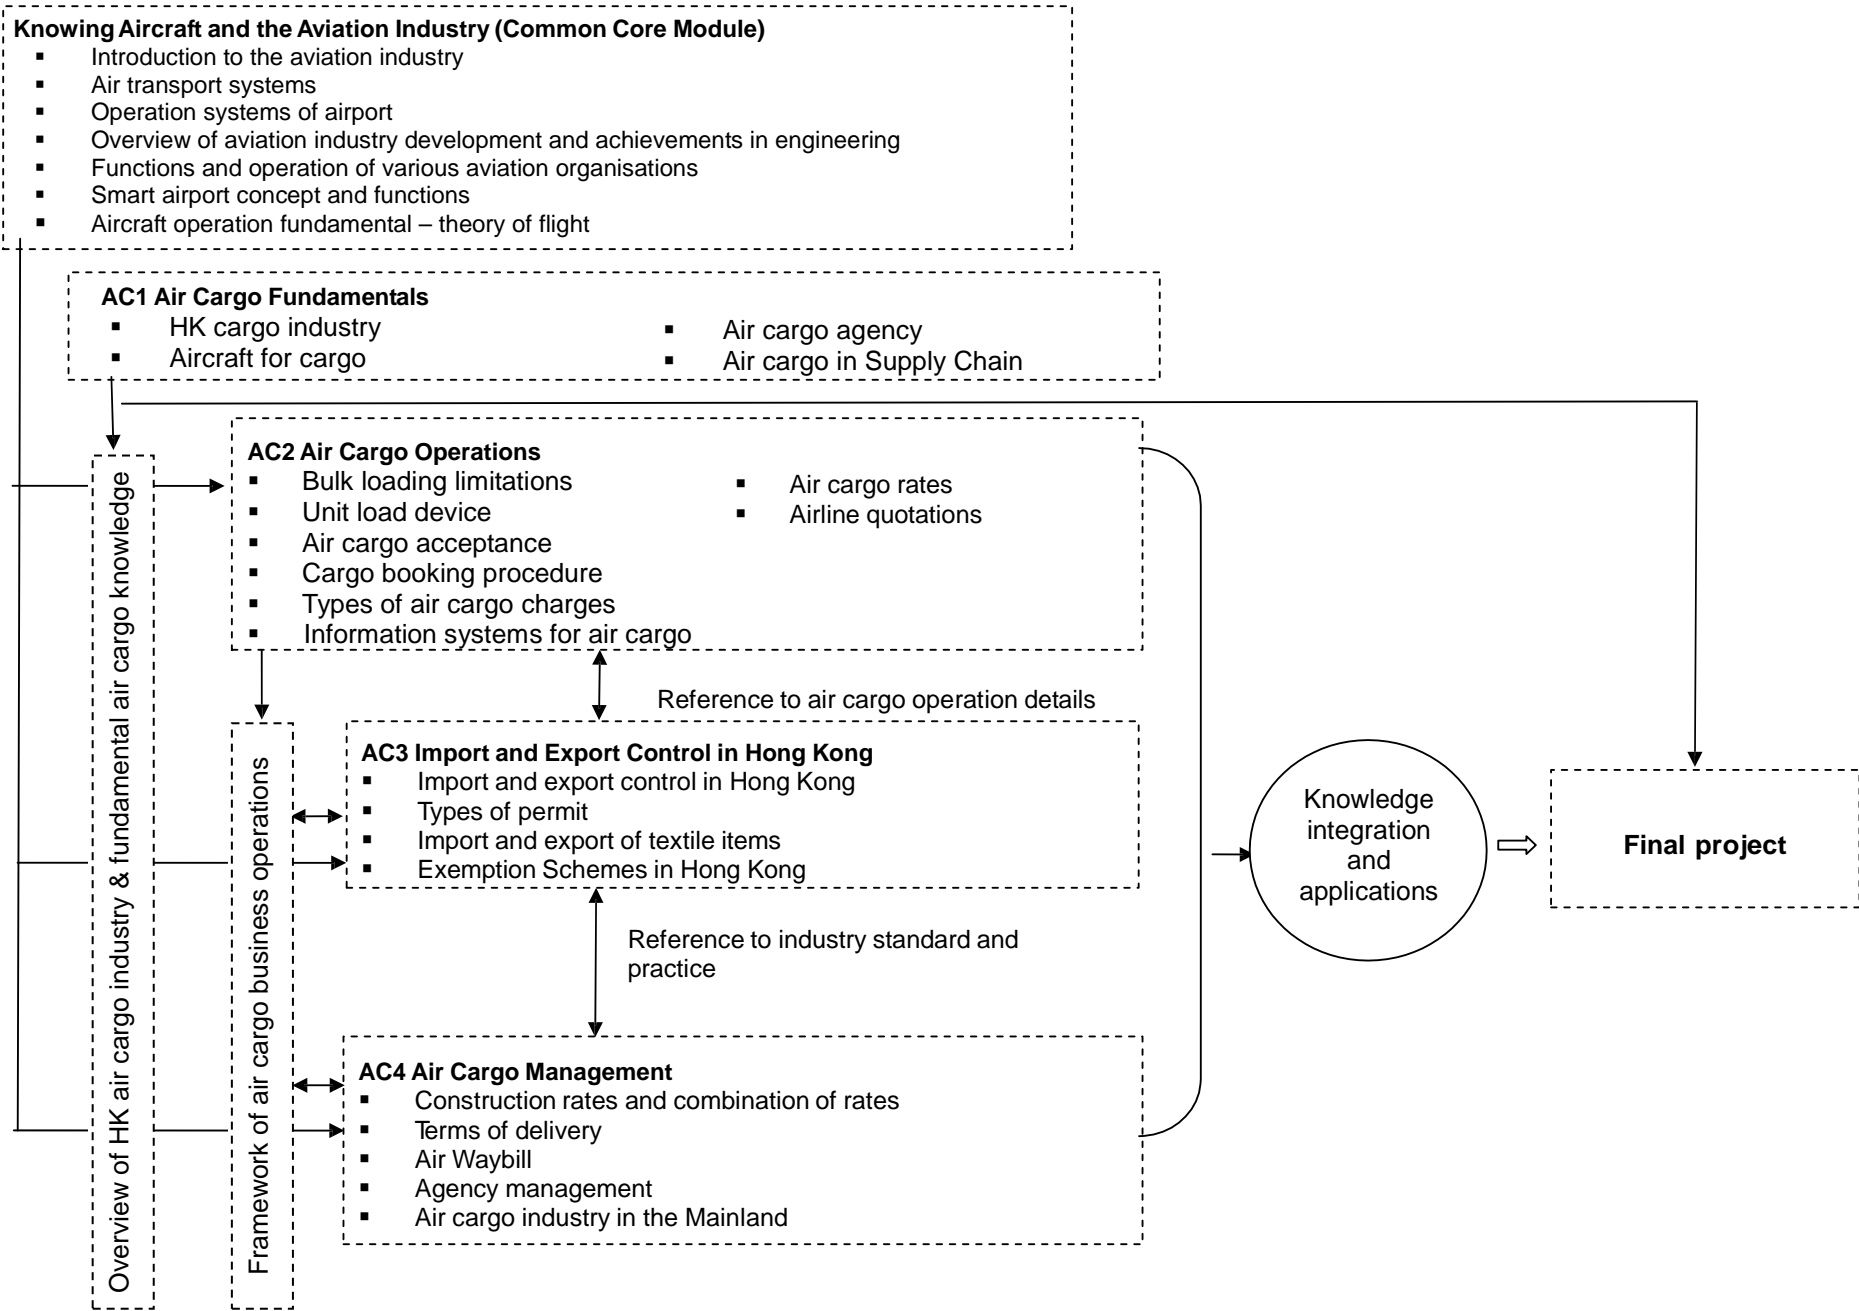 Knowing Aircraft and the Aviation Industry (Common Core Module)
▪ Introduction to the aviation industry
▪ Air transport systems
▪ Operation systems of airport
▪ Overview of aviation industry development and achievements in engineering
▪ Functions and operation of various aviation organisations
▪ Smart airport concept and functions
▪ Aircraft operation fundamental – theory of flight
AC1 Air Cargo Fundamentals
▪ HK cargo industry
▪ Aircraft for cargo
▪ Air cargo agency
▪ Air cargo in Supply Chain
Overview of HK air cargo industry & fundamental air cargo knowledge
AC2 Air Cargo Operations
▪ Bulk loading limitations
▪ Unit load device
▪ Air cargo acceptance
▪ Cargo booking procedure
▪ Types of air cargo charges
▪ Information systems for air cargo
▪ Air cargo rates
▪ Airline quotations
Reference to air cargo operation details
Framework of air cargo business operations
AC3 Import and Export Control in Hong Kong
▪ Import and export control in Hong Kong
▪ Types of permit
▪ Import and export of textile items
▪ Exemption Schemes in Hong Kong
Reference to industry standard and
practice
AC4 Air Cargo Management
▪ Construction rates and combination of rates
▪ Terms of delivery
▪ Air Waybill
▪ Agency management
▪ Air cargo industry in the Mainland
Knowledge
integration
and
applications
Final project